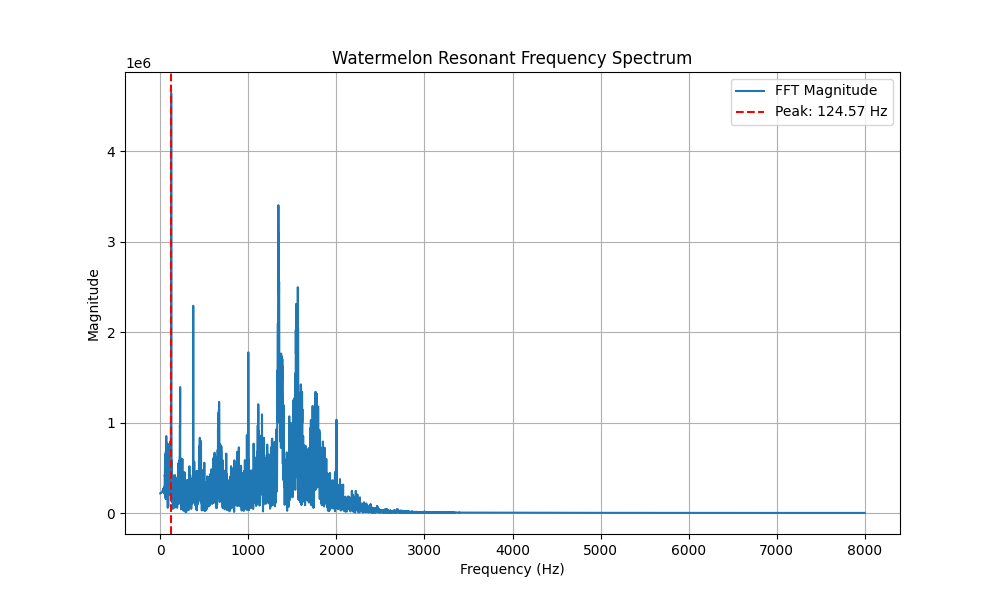 Watermelon Resonant Frequency Spectrum
1e6
FFT Magnitude
Peak: 124.57 Hz
4
3
2
1
0
Magnitude
0 1000 2000 3000 4000 5000 6000 7000 8000
Frequency (Hz)